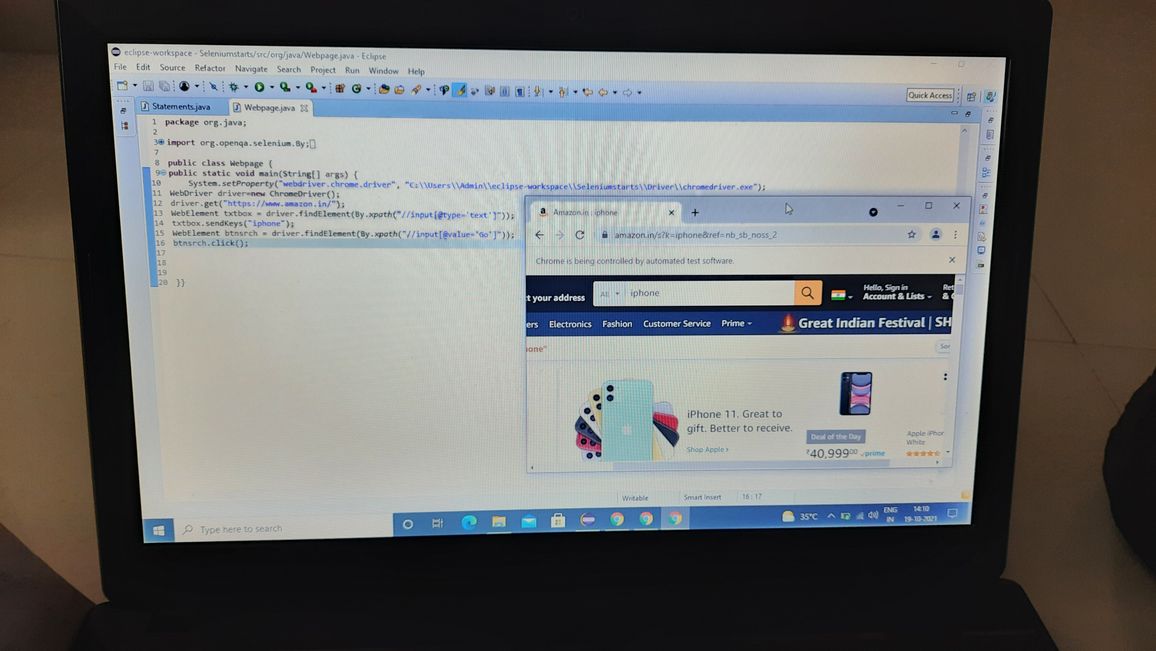 eclipse-workspace - Seleniumstarts/src/org/java/Webpage.java - Eclipse
File Edit Source Refactor Navigate Search Project Run Window Help
Quick Access
Statements.java Webpage.java
1 package org.java;
2
3 import org.openqa.selenium.By;
7
8 public class Webpage {
9 public static void main(String[] args) {
10 System.setProperty("webdriver.chrome.driver", "C:\\Users\\Admin\\eclipse-workspace\\Seleniumstarts\\Driver\\chromedriver.exe");
11 WebDriver driver=new ChromeDriver();
12 driver.get("https://www.amazon.in/");
13 WebElement txtbox = driver.findElement(By.xpath("//input[@type='text']"));
14 txtbox.sendKeys("iphone");
15 WebElement btnsrch = driver.findElement(By.xpath("//input[@value='Go']"));
16 btnsrch.click();
17
18
19
20 }}
Amazon.in : iphone
amazon.in/s?k=iphone&ref=nb_sb_noss_2
Chrome is being controlled by automated test software.
t your address All iphone
Hello, Sign in
Account & Lists
Ret
& C
ers Electronics Fashion Customer Service Prime Great Indian Festival | SH
one"
Sor
iPhone 11. Great to
gift. Better to receive.
Shop Apple ›
Deal of the Day
₹40,99900 prime
Apple iPhor
White
Writable Smart Insert 16 : 17
Type here to search
35°C
ENG
IN
14:10
19-10-2021